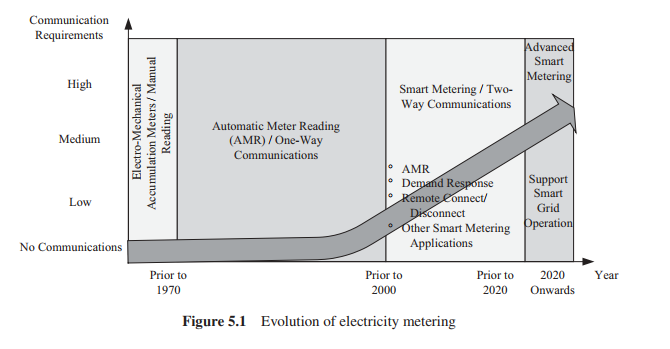 Communication
Requirements
High
Medium
Low
No Communications
Electro-Mechanical
Accumulation Meters / Manual
Reading
Automatic Meter Reading
(AMR) / One-Way
Communications
Smart Metering / Two-
Way Communications
° AMR
° Demand Response
° Remote Connect/
Disconnect
° Other Smart Metering
Applications
Advanced
Smart
Metering
Support
Smart
Grid
Operation
Prior to
1970
Prior to
2000
Prior to
2020
2020
Onwards
Year
Figure 5.1 Evolution of electricity metering